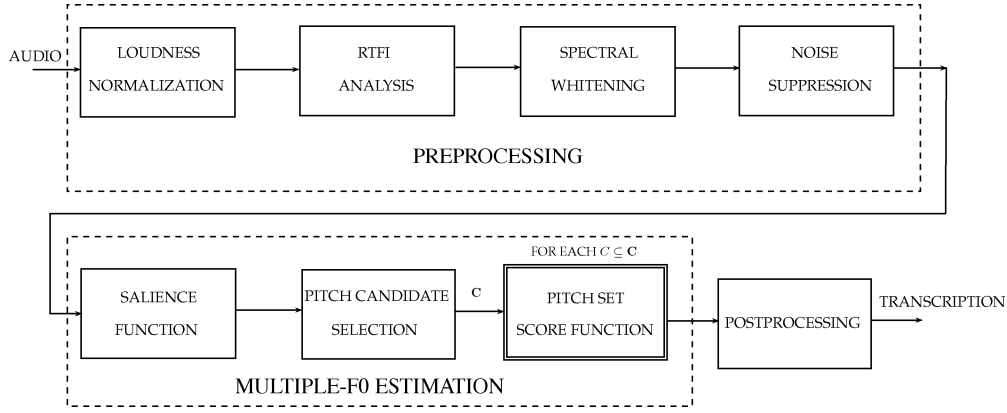 AUDIO
LOUDNESS
NORMALIZATION
RTFI
ANALYSIS
SPECTRAL
WHITENING
NOISE
SUPPRESSION
PREPROCESSING
FOR EACH C ⊆ C
SALIENCE
FUNCTION
PITCH CANDIDATE
SELECTION
C
PITCH SET
SCORE FUNCTION
POSTPROCESSING
TRANSCRIPTION
MULTIPLE-F0 ESTIMATION